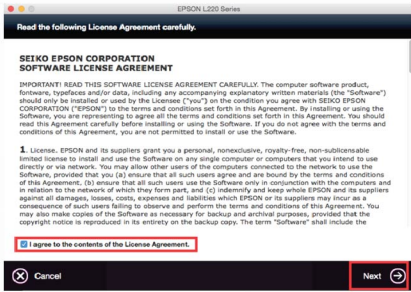 EPSON L220 Series
Read the following License Agreement carefully.
SEIKO EPSON CORPORATION
SOFTWARE LICENSE AGREEMENT
IMPORTANT! READ THIS SOFTWARE LICENSE AGREEMENT CAREFULLY. The computer software product,
fontware, typefaces and/or data, including any accompanying explanatory written materials (the "Software")
should only be installed or used by the Licensee ("you") on the condition you agree with SEIKO EPSON
CORPORATION ("EPSON") to the terms and conditions set forth in this Agreement. By installing or using the
Software, you are representing to agree all the terms and conditions set forth in this Agreement. You should
read this Agreement carefully before installing or using the Software. If you do not agree with the terms and
conditions of this Agreement, you are not permitted to install or use the Software.
1. License. EPSON and its suppliers grant you a personal, nonexclusive, royalty-free, non-sublicensable
limited license to install and use the Software on any single computer or computers that you intend to use
directly or via network. You may allow other users of the computers connected to the network to use the
Software, provided that you (a) ensure that all such users agree and are bound by the terms and conditions
of this Agreement, (b) ensure that all such users use the Software only in conjunction with the computers and
in relation to the network of which they form part, and (c) indemnify and keep whole EPSON and its suppliers
against all damages, losses, costs, expenses and liabilities which EPSON or its suppliers may incur as a
consequence of such users failing to observe and perform the terms and conditions of this Agreement. You
may also make copies of the Software as necessary for backup and archival purposes, provided that the
copyright notice is reproduced in its entirety on the backup copy. The term "Software" shall include the
I agree to the contents of the License Agreement.
Cancel
Next